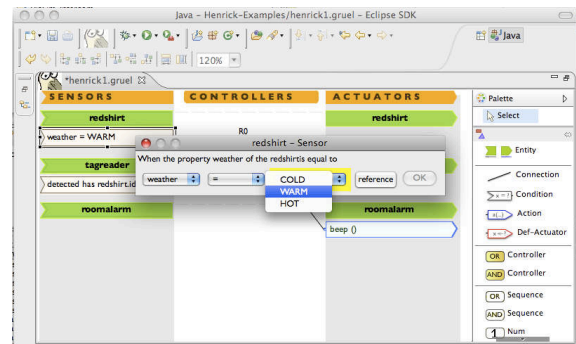 Java - Henrick-Examples/henrick1.gruel - Eclipse SDK
Java
120%
*henrick1.gruel
SENSORS CONTROLLERS ACTUATORS
redshirt redshirt
weather = WARM
R0
redshirt - Sensor
When the property weather of the redshirtis equal to
tagreader
weather = COLD reference OK
WARM
HOT
detected has redshirt.id
roomalarm roomalarm
beep ()
Palette
Select
Entity
Connection
Condition
Action
Def-Actuator
OR Controller
AND Controller
OR Sequence
AND Sequence
1 Num